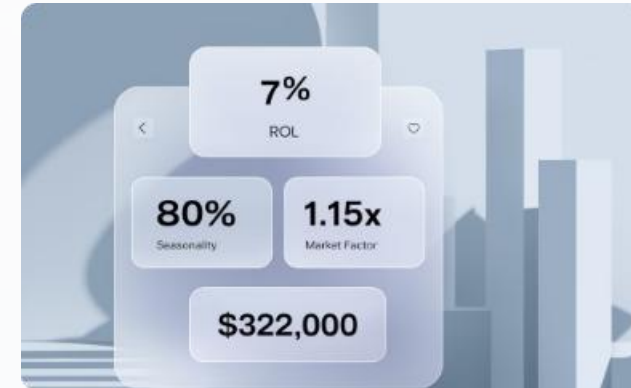 7%
ROL
80%
Seasonality
1.15x
Market Factor
$322,000